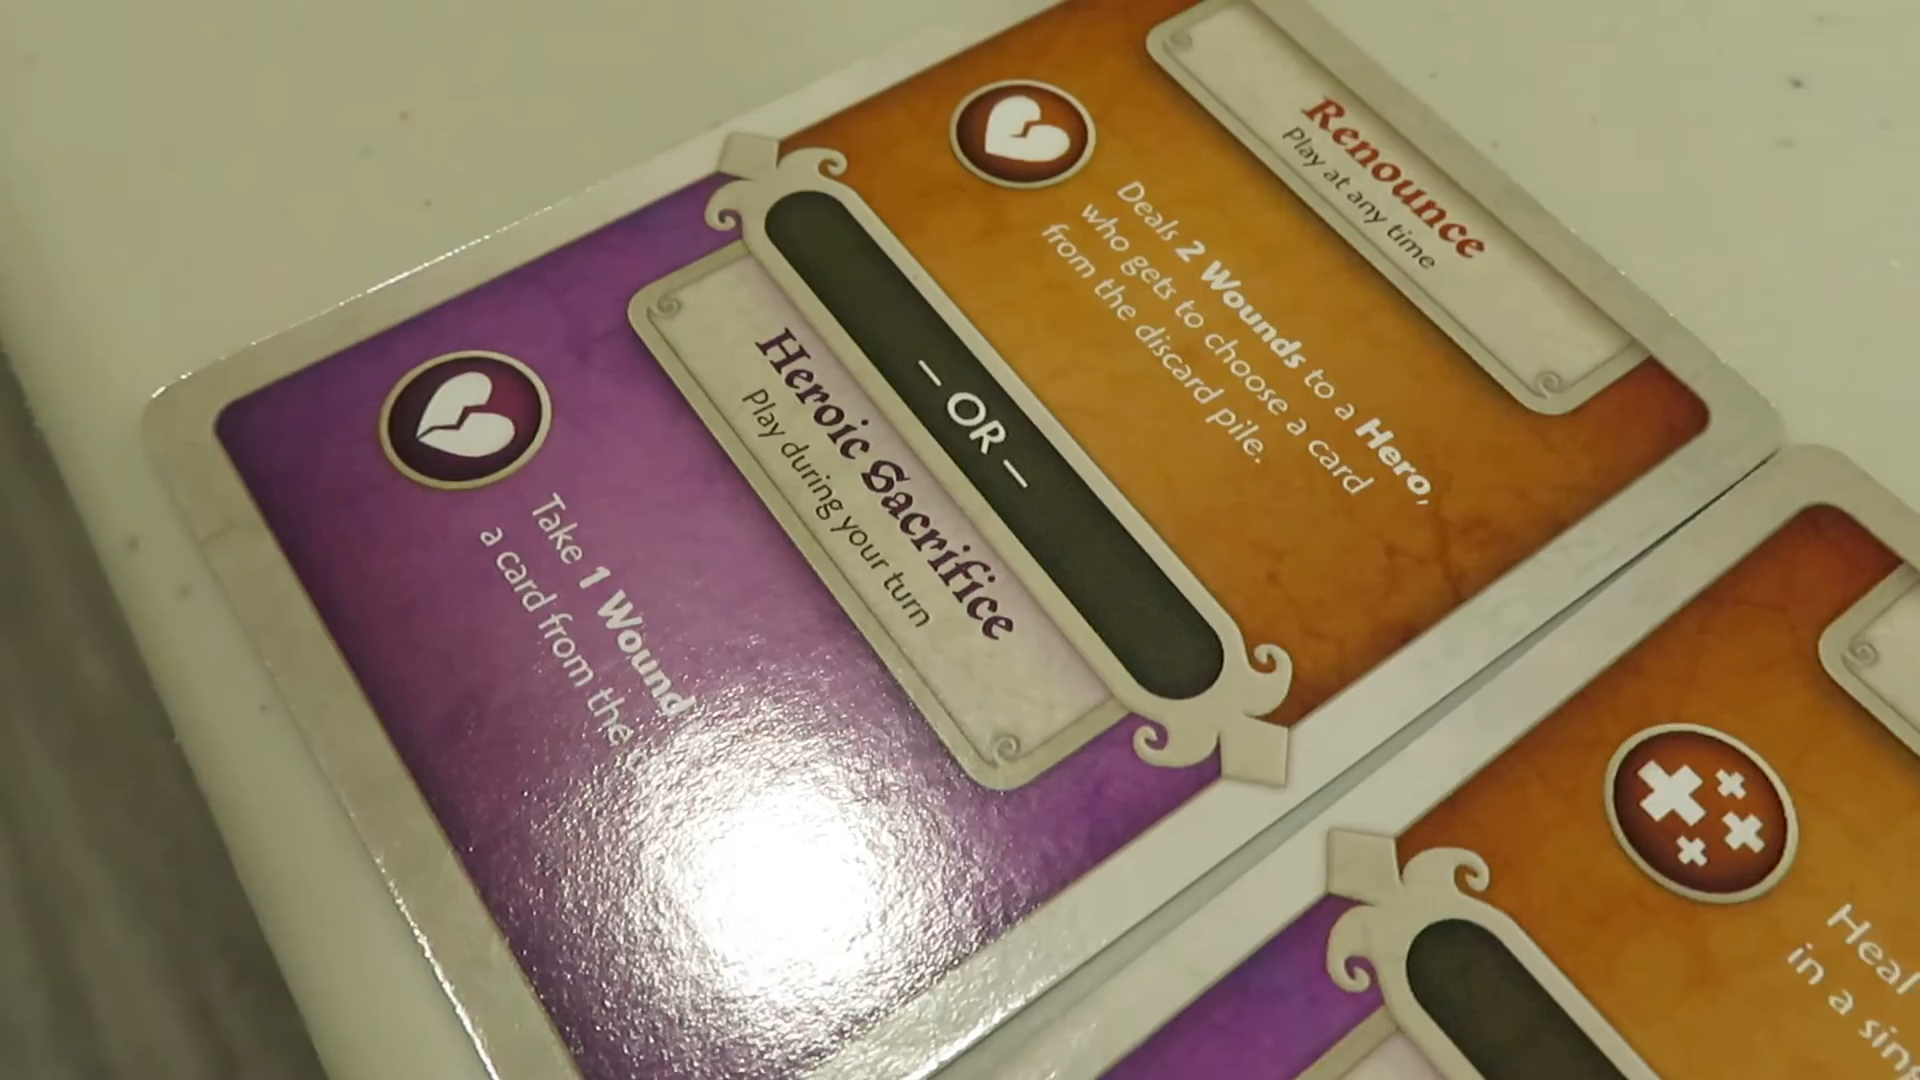 Renounce
Play at any time
Deals 2 Wounds to a Hero,
who gets to choose a card
from the discard pile.
– OR –
Heroic Sacrifice
Play during your turn
Take 1 Wound
a card from the
Heal
in a